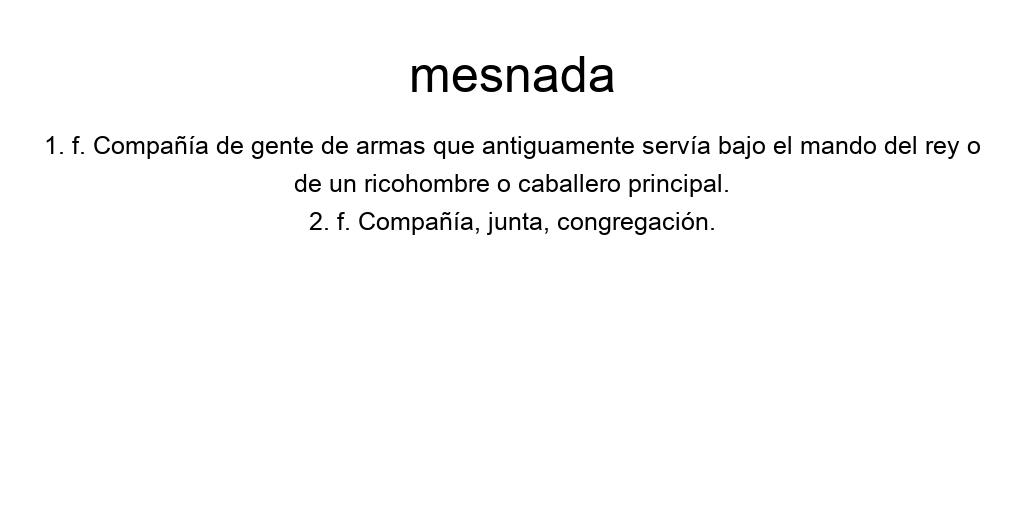 mesnada
1. f. Compañía de gente de armas que antiguamente servía bajo el mando del rey o
de un ricohombre o caballero principal.
2. f. Compañía, junta, congregación.